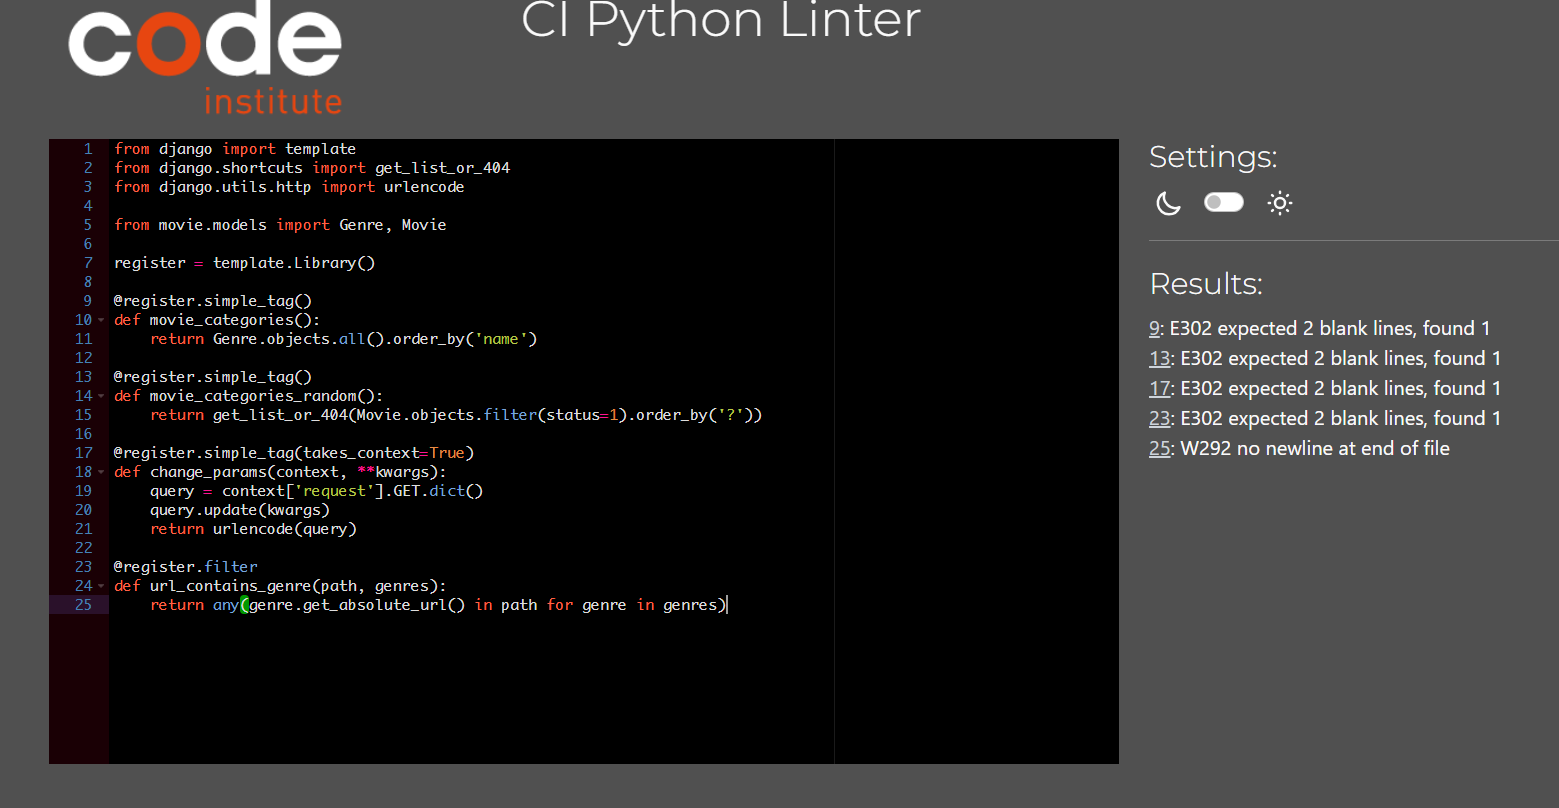 code
institute
CI Python Linter
1 from django import template
2 from django.shortcuts import get_list_or_404
3 from django.utils.http import urlencode
4
5 from movie.models import Genre, Movie
6
7 register = template.Library()
8
9 @register.simple_tag()
10 def movie_categories():
11     return Genre.objects.all().order_by('name')
12
13 @register.simple_tag()
14 def movie_categories_random():
15     return get_list_or_404(Movie.objects.filter(status=1).order_by('?'))
16
17 @register.simple_tag(takes_context=True)
18 def change_params(context, **kwargs):
19     query = context['request'].GET.dict()
20     query.update(kwargs)
21     return urlencode(query)
22
23 @register.filter
24 def url_contains_genre(path, genres):
25     return any(genre.get_absolute_url() in path for genre in genres)
Settings:
Results:
9: E302 expected 2 blank lines, found 1
13: E302 expected 2 blank lines, found 1
17: E302 expected 2 blank lines, found 1
23: E302 expected 2 blank lines, found 1
25: W292 no newline at end of file